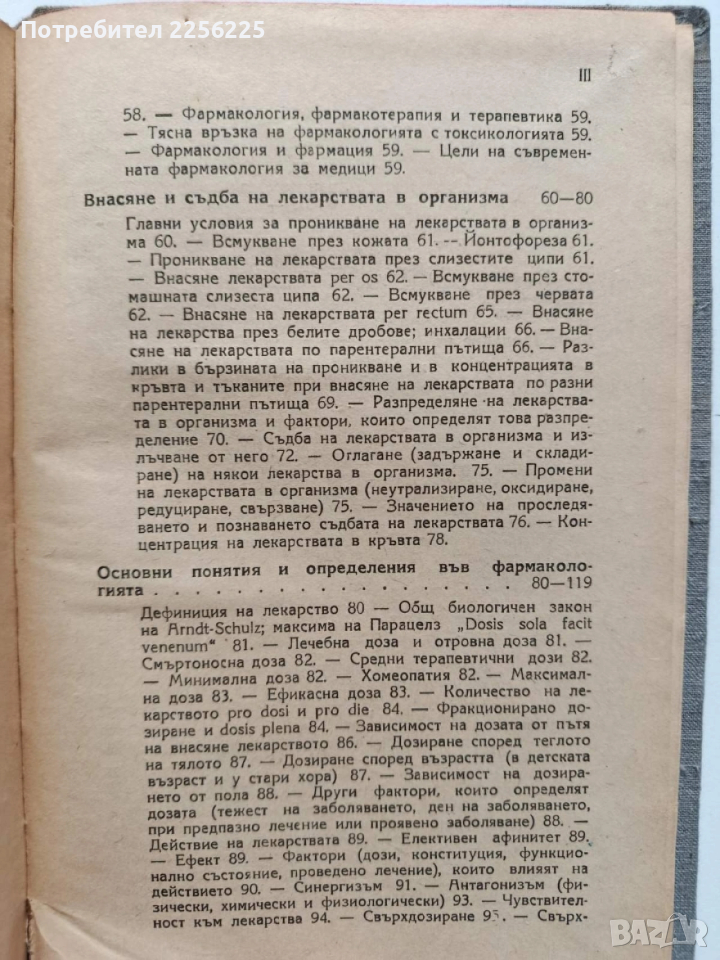 Потребител 2256225
III
58. — Фармакология, фармакотерапия и терапевтика 59.
— Тясна връзка на фармакологията с токсикологията 59.
— Фармакология и фармация 59. — Цели на съвремен-
ната фармакология за медици 59.
Внасяне и съдба на лекарствата в организма 60—80
Главни условия за проникване на лекарствата в организ-
ма 60. — Всмукване през кожата 61. — Йонтофореза 61.
— Проникване на лекарствата през слизестите ципи 61.
— Внасяне лекарствата per os 62. — Всмукване през сто-
машната слизеста ципа 62. — Всмукване през червата
62. — Внасяне на лекарствата per rectum 65. — Внасяне
на лекарства през белите дробове; инхалации 66. — Вна-
сяне на лекарствата по парентерални пътища 66. — Раз-
лики в бързината на проникване и в концентрацията в
кръвта и тъканите при внасяне на лекарствата по разни
парентерални пътища 69. — Разпределяне на лекарства-
та в организма и фактори, които определят това разпре-
деление 70. — Съдба на лекарствата в организма и из-
лъчване от него 72. — Оглагане (задържане и склади-
ране) на някои лекарства в организма. 75. — Промени
на лекарствата в организма (неутрализиране, оксидиране,
редуциране, свързване) 75. — Значението на проследя-
ването и познаването съдбата на лекарствата 76. — Кон-
центрация на лекарствата в кръвта 78.
Основни понятия и определения във фармаколо-
гията . . . . . . . . . . . . . . . . . 80—119
Дефиниция на лекарство 80 — Общ биологичен закон
на Arndt-Schulz; максима на Парацелз „Dosis sola facit
venenum“ 81. — Лечебна доза и отровна доза 81. —
Смъртоносна доза 82. — Средни терапевтични дози 82.
— Минимална доза 82. — Хомеопатия 82. — Максимал-
на доза 83. — Ефикасна доза 83. — Количество на ле-
карството pro dosi и pro die 84. — Фракционирано до-
зиране и dosis plena 84. — Зависимост на дозата от пътя
на внасяне лекарството 86. — Дозиране според теглото
на тялото 87. — Дозиране според възрастта (в детската
възраст и у стари хора) 87. — Зависимост на дозира-
нето от пола 88. — Други фактори, които определят
дозата (тежест на заболяването, ден на заболяването,
при предпазно лечение или проявено заболяване) 88.
— Действие на лекарствата 89. — Елективен афинитет 89.
— Ефект 89. — Фактори (дози, конституция, функцио-
нално състояние, проведено лечение), които влияят на
действието 90. — Синергизъм 91. — Антагонизъм (фи-
зически, химически и физиологически) 93. — Чувствител-
ност към лекарства 94. — Свърхдозиране 95. — Свърх-
BAZAR